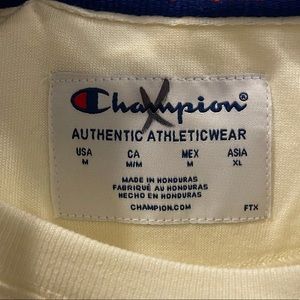 Champion®
AUTHENTIC ATHLETICWEAR
USA CA MEX ASIA
M M/M M XL
MADE IN HONDURAS
FABRIQUÉ AU HONDURAS
HECHO EN HONDURAS
CHAMPION.COM FTX